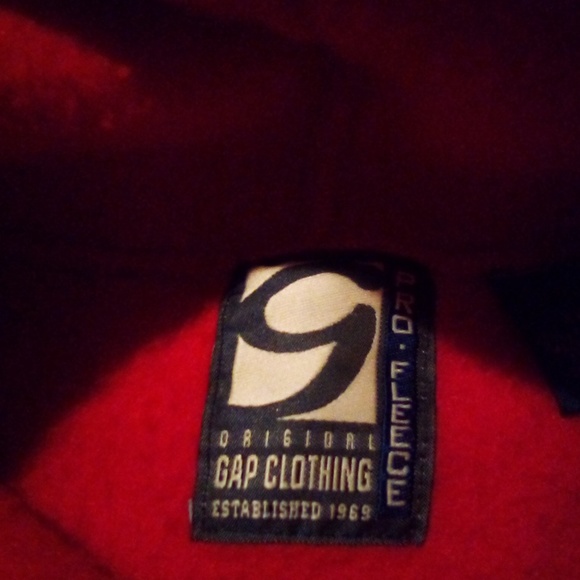 G
ORIGINAL
GAP CLOTHING
ESTABLISHED 1969
PRO · FLEECE